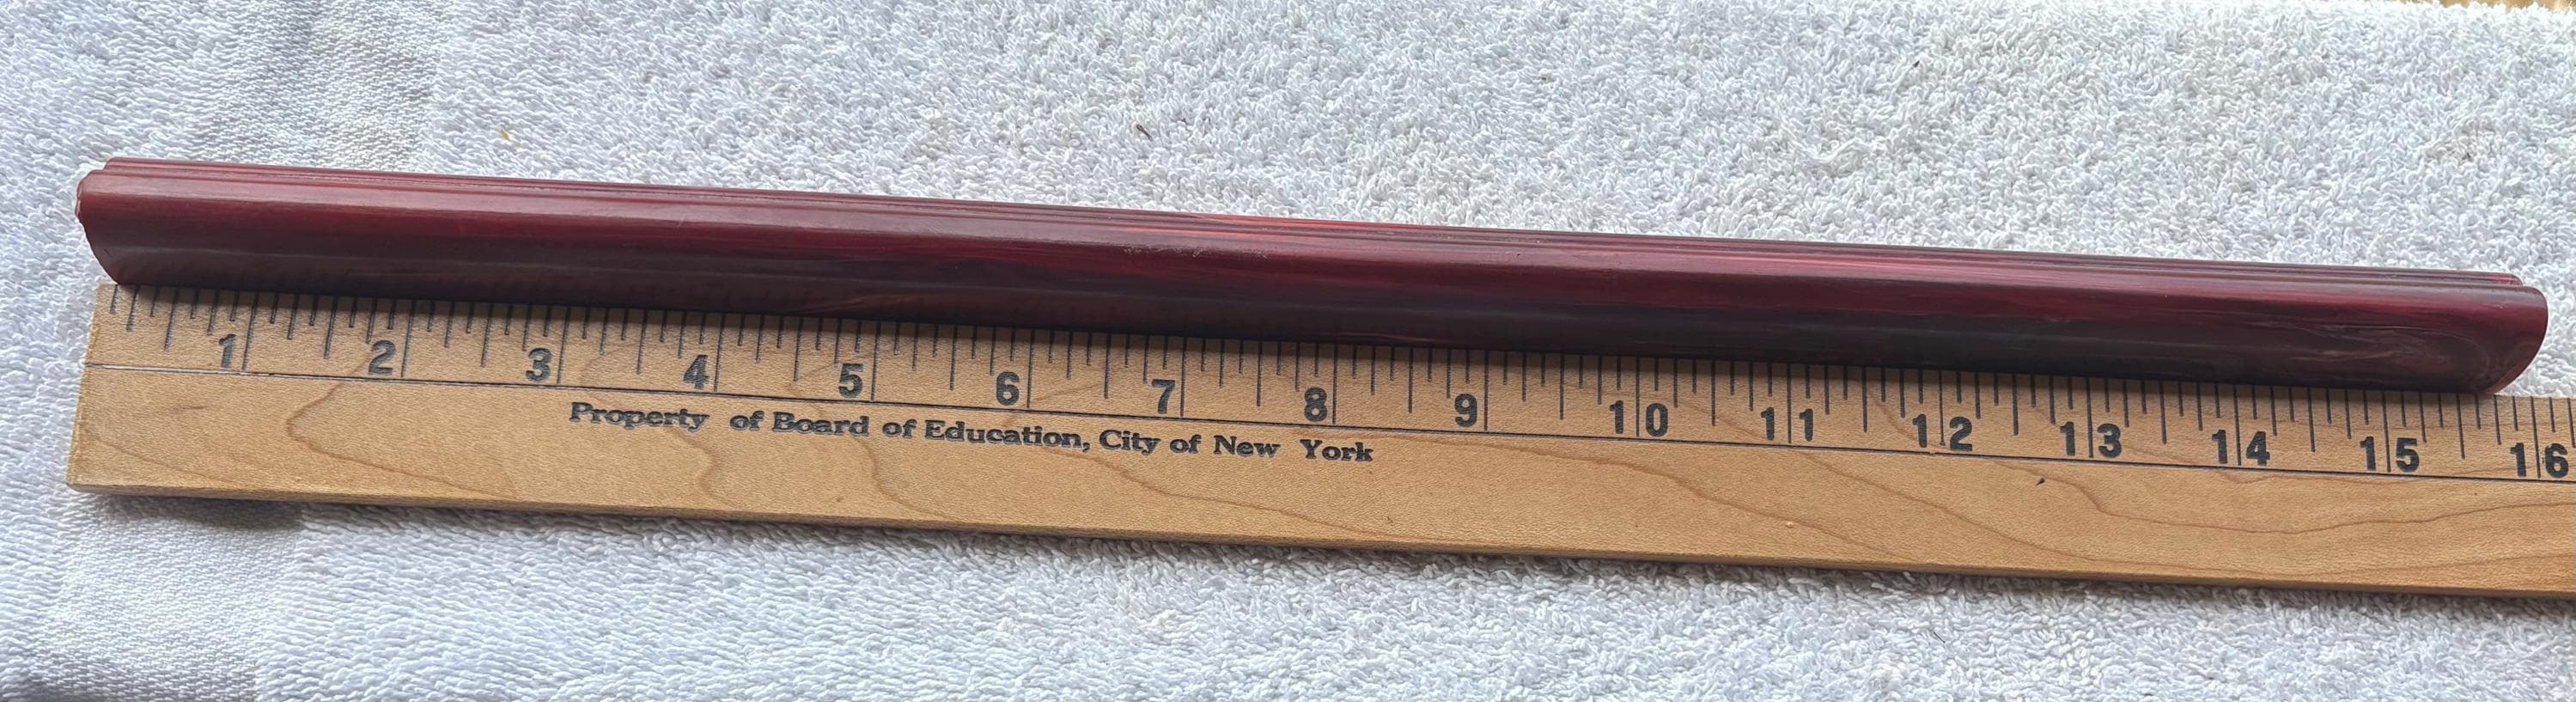 1 2 3 4 5 6 7 8 9 10 11 12 13 14 15 16
Property of Board of Education, City of New York